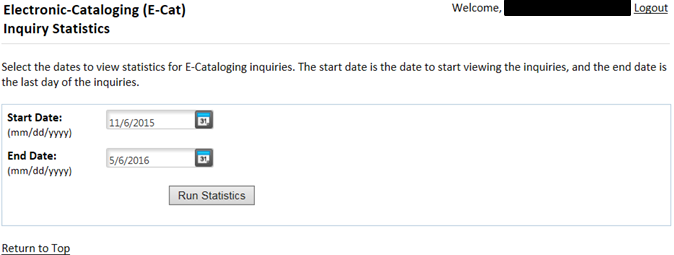 Electronic-Cataloging (E-Cat)
Welcome, Logout
Inquiry Statistics
Select the dates to view statistics for E-Cataloging inquiries. The start date is the date to start viewing the inquiries, and the end date is
the last day of the inquiries.
Start Date:
(mm/dd/yyyy)
11/6/2015
31
End Date:
(mm/dd/yyyy)
5/6/2016
31
Run Statistics
Return to Top